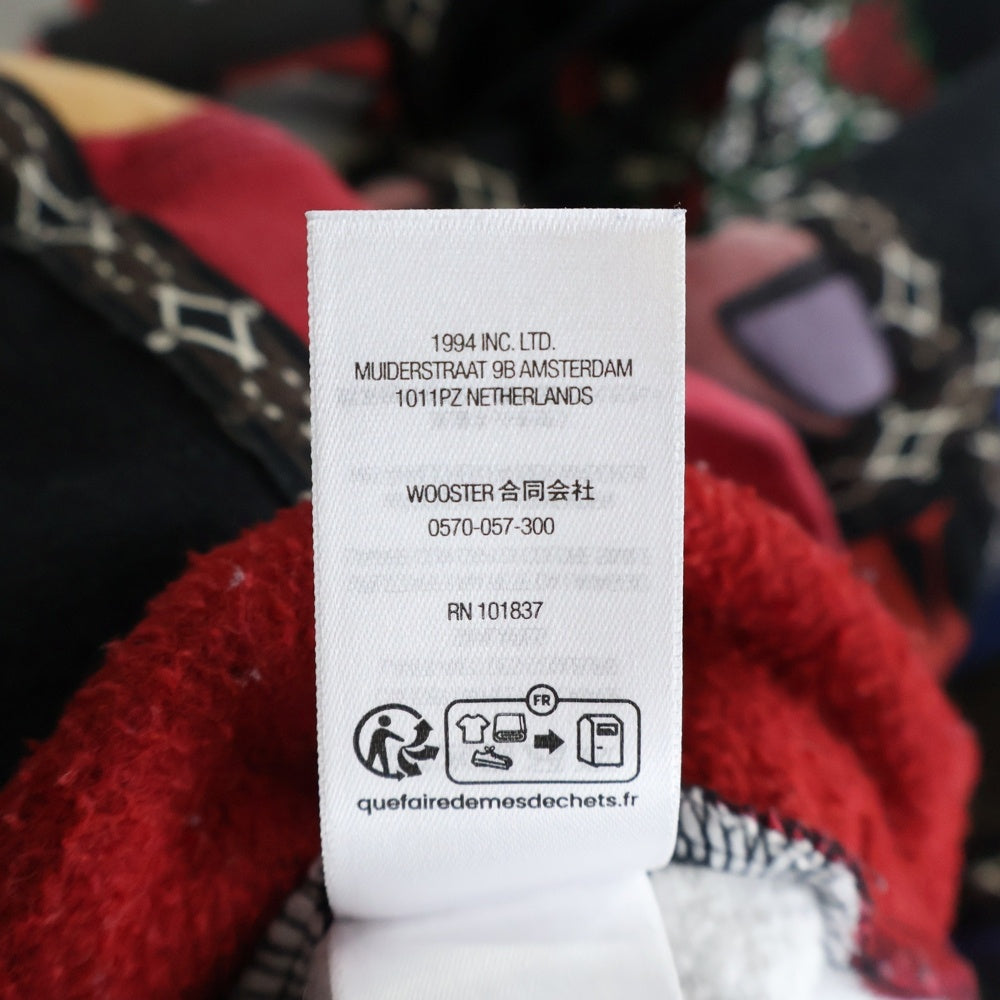 1994 INC. LTD.
MUIDERSTRAAT 9B AMSTERDAM
1011PZ NETHERLANDS
WOOSTER 合同会社
0570-057-300
RN 101837
FR
quefairedemesdechets.fr